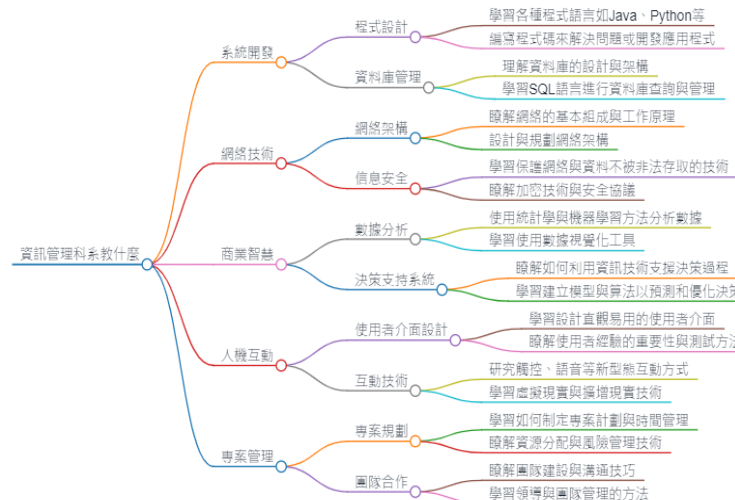 資訊管理科系教什麼
系統開發
程式設計
學習各種程式語言如Java、Python等
編寫程式碼來解決問題或開發應用程式
資料庫管理
理解資料庫的設計與架構
學習SQL語言進行資料庫查詢與管理
網絡技術
網絡架構
瞭解網絡的基本組成與工作原理
設計與規劃網絡架構
信息安全
學習保護網絡與資料不被非法存取的技術
瞭解加密技術與安全協議
商業智慧
數據分析
使用統計學與機器學習方法分析數據
學習使用數據視覺化工具
決策支持系統
瞭解如何利用資訊技術支援決策過程
學習建立模型與算法以預測和優化決策
人機互動
使用者介面設計
學習設計直觀易用的使用者介面
瞭解使用者經驗的重要性與測試方法
互動技術
研究觸控、語音等新型態互動方式
學習虛擬現實與擴增現實技術
專案管理
專案規劃
學習如何制定專案計劃與時間管理
瞭解資源分配與風險管理技術
團隊合作
瞭解團隊建設與溝通技巧
學習領導與團隊管理的方法